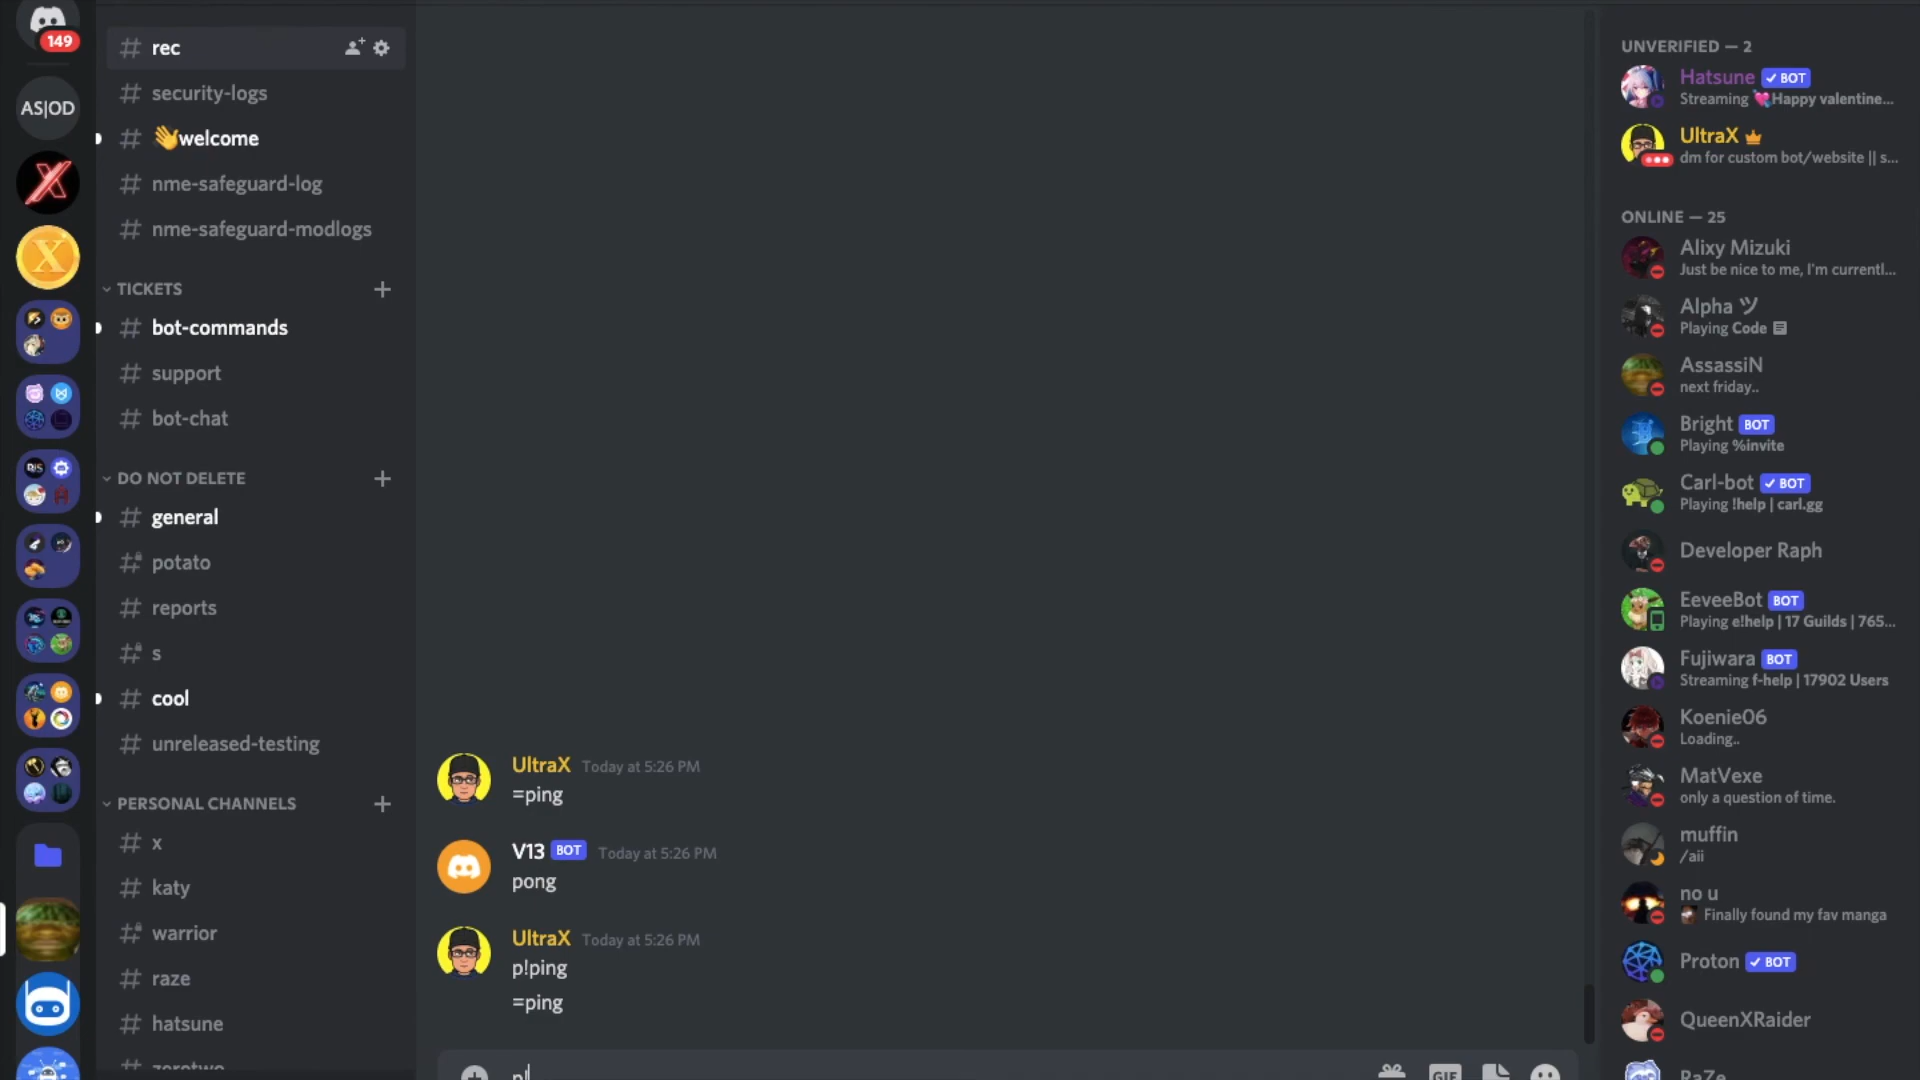 149
AS|OD
rec
security-logs
👋welcome
nme-safeguard-log
nme-safeguard-modlogs
TICKETS
bot-commands
support
bot-chat
DO NOT DELETE
general
potato
reports
s
cool
unreleased-testing
PERSONAL CHANNELS
x
katy
warrior
raze
hatsune
zerotwo
UltraX Today at 5:26 PM
=ping
V13 BOT Today at 5:26 PM
pong
UltraX Today at 5:26 PM
p!ping
=ping
GIF
UNVERIFIED — 2
Hatsune ✓ BOT
Streaming 💘Happy valentine...
UltraX
dm for custom bot/website || s...
ONLINE — 25
Alixy Mizuki
Just be nice to me, I'm currentl...
Alpha ツ
Playing Code
AssassiN
next friday..
Bright BOT
Playing %invite
Carl-bot ✓ BOT
Playing !help | carl.gg
Developer Raph
EeveeBot BOT
Playing e!help | 17 Guilds | 765...
Fujiwara BOT
Streaming f-help | 17902 Users
Koenie06
Loading..
MatVexe
only a question of time.
muffin
/aii
no u
Finally found my fav manga
Proton ✓ BOT
QueenXRaider
RaZe